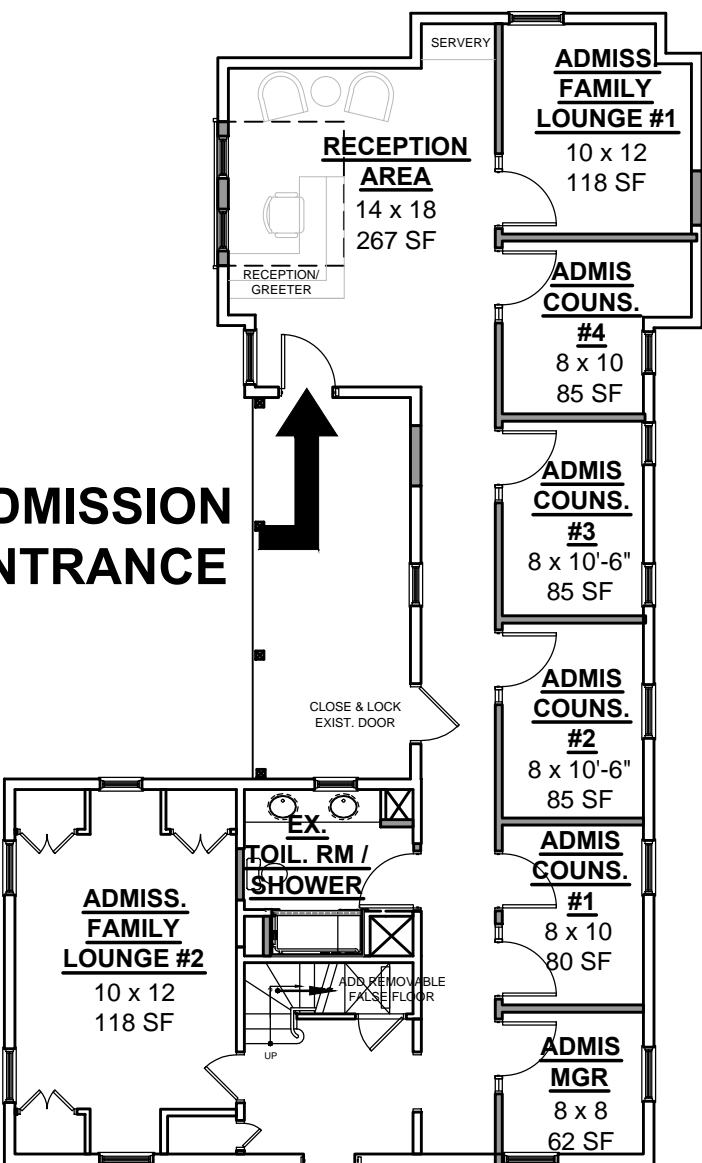 SERVERY
ADMISS.
FAMILY
LOUNGE #1
10 x 12
118 SF
RECEPTION
AREA
14 x 18
267 SF
RECEPTION/
GREETER
ADMIS
COUNS.
#4
8 x 10
85 SF
DMISSION
NTRANCE
ADMIS
COUNS.
#3
8 x 10'-6"
85 SF
CLOSE & LOCK
EXIST. DOOR
ADMIS
COUNS.
#2
8 x 10'-6"
85 SF
EX.
TOIL. RM /
SHOWER
ADMIS
COUNS.
#1
8 x 10
80 SF
ADMISS.
FAMILY
LOUNGE #2
10 x 12
118 SF
ADD REMOVABLE
FALSE FLOOR
UP
ADMIS
MGR
8 x 8
62 SF